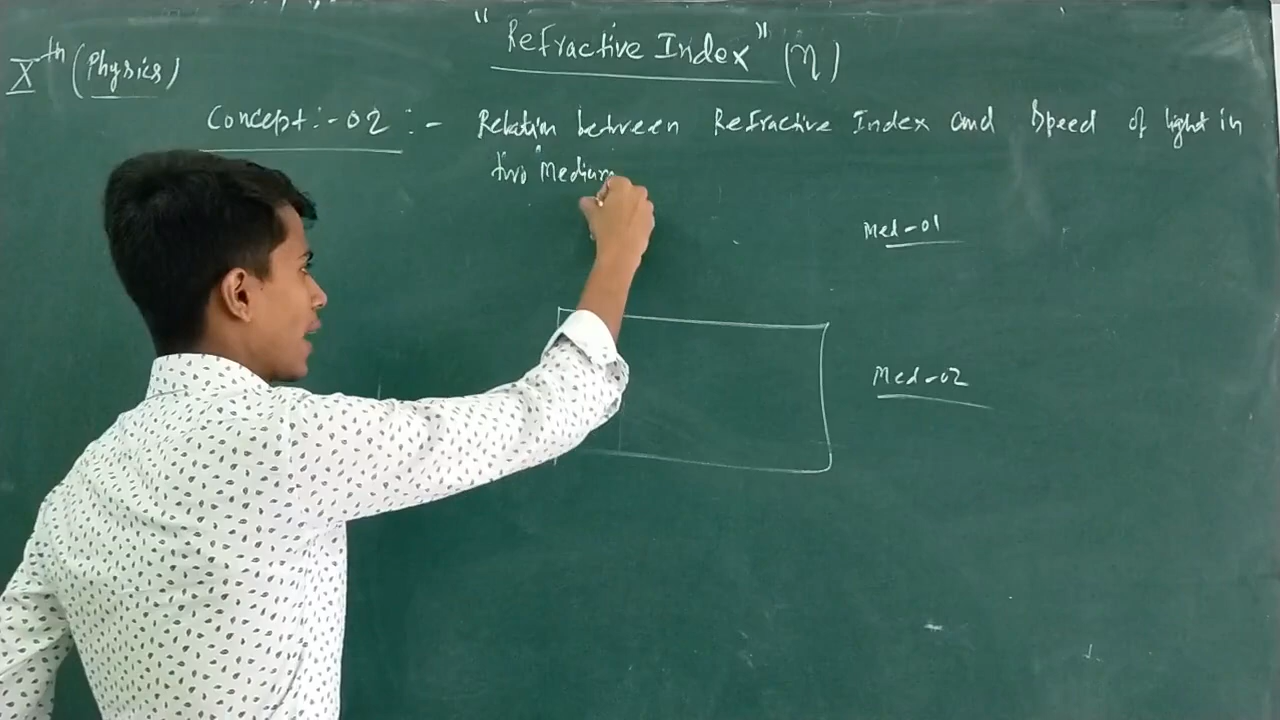 "Refractive Index" (η)
Xth (Physics)
Concept :- 02 :- Relation between Refractive Index and Speed of light in
two Medium
Med-01
Med-02